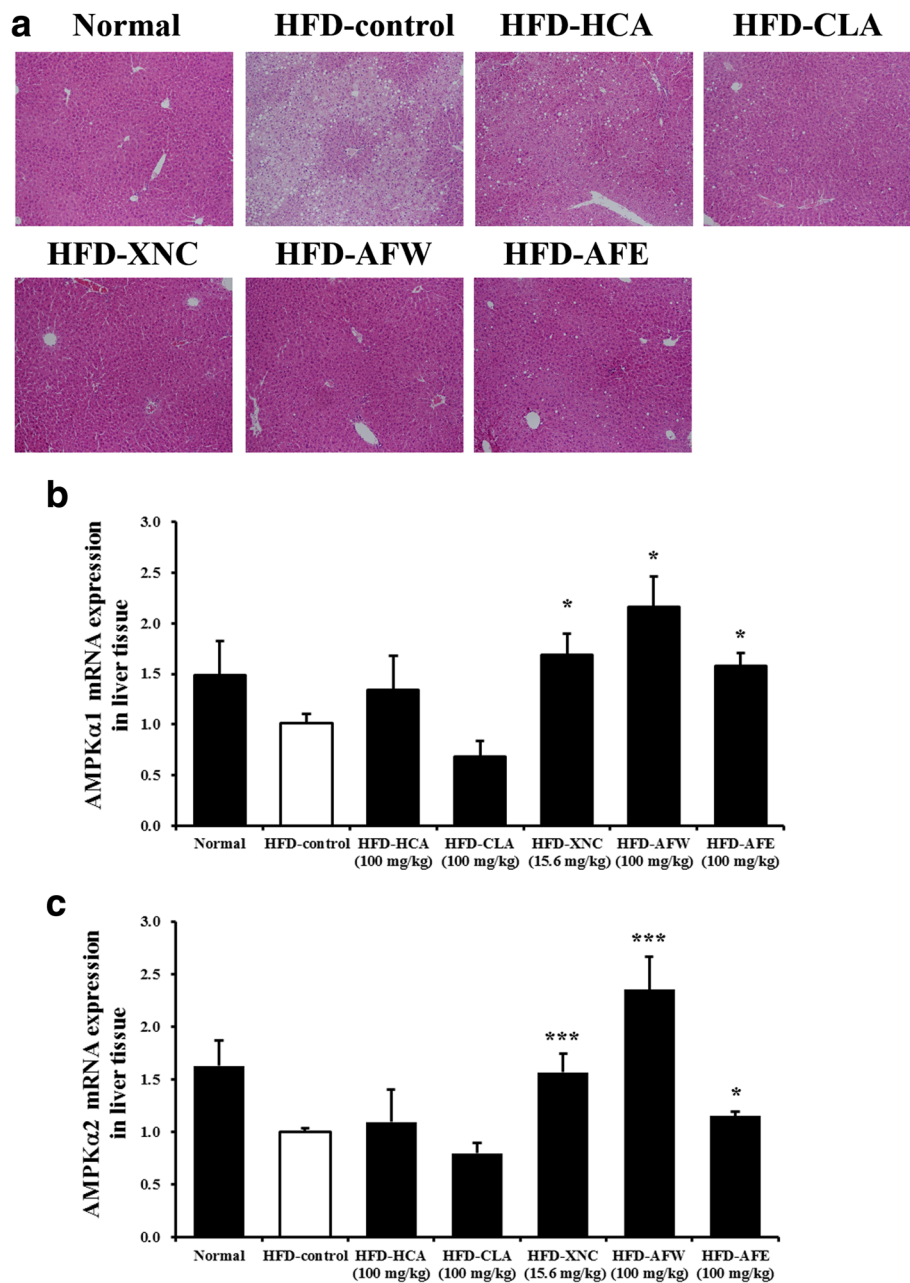 a
Normal HFD-control HFD-HCA HFD-CLA
HFD-XNC HFD-AFW HFD-AFE
b
AMPKα1 mRNA expression
in liver tissue
3.0
2.5
2.0
1.5
1.0
0.5
0.0
*
*
*
Normal HFD-control HFD-HCA HFD-CLA HFD-XNC HFD-AFW HFD-AFE
(100 mg/kg) (100 mg/kg) (15.6 mg/kg) (100 mg/kg) (100 mg/kg)
c
AMPKα2 mRNA expression
in liver tissue
3.0
2.5
2.0
1.5
1.0
0.5
0.0
***
***
*
Normal HFD-control HFD-HCA HFD-CLA HFD-XNC HFD-AFW HFD-AFE
(100 mg/kg) (100 mg/kg) (15.6 mg/kg) (100 mg/kg) (100 mg/kg)